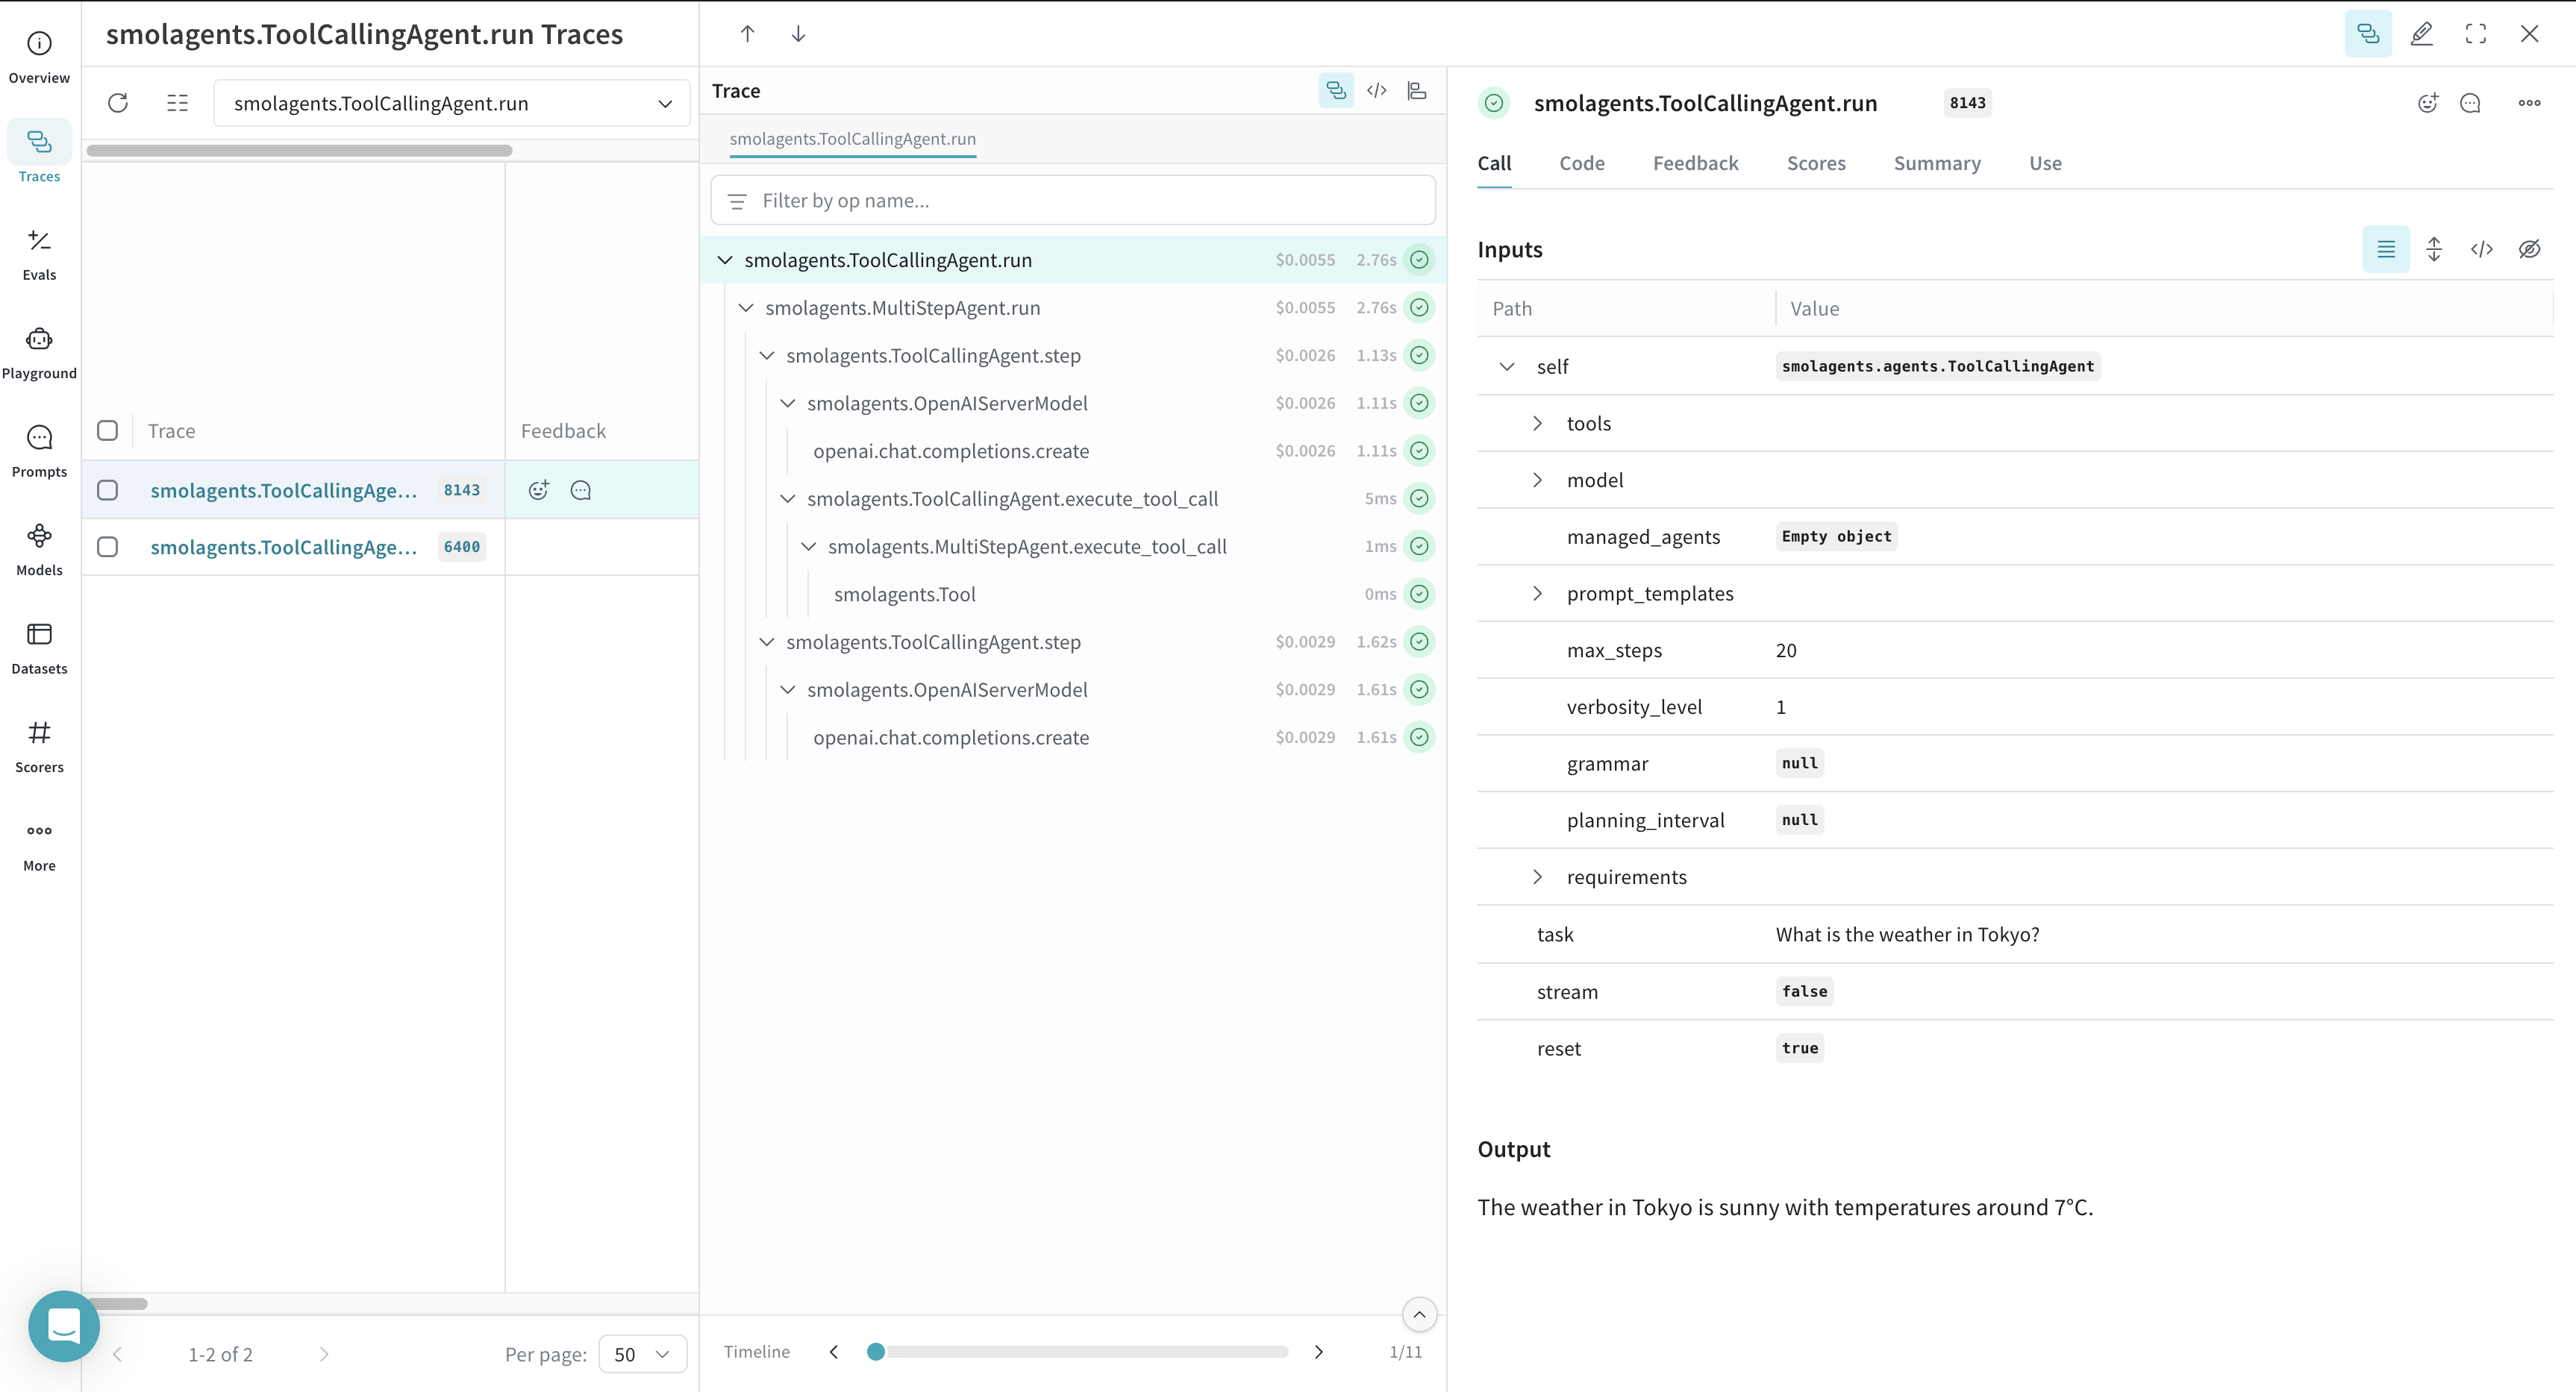 Overview
Traces
Evals
Playground
Prompts
Models
Datasets
Scorers
More
smolagents.ToolCallingAgent.run Traces
smolagents.ToolCallingAgent.run
Trace Feedback
smolagents.ToolCallingAge... 8143
smolagents.ToolCallingAge... 6400
1-2 of 2 Per page: 50
Trace
smolagents.ToolCallingAgent.run
Filter by op name...
smolagents.ToolCallingAgent.run $0.0055 2.76s
smolagents.MultiStepAgent.run $0.0055 2.76s
smolagents.ToolCallingAgent.step $0.0026 1.13s
smolagents.OpenAIServerModel $0.0026 1.11s
openai.chat.completions.create $0.0026 1.11s
smolagents.ToolCallingAgent.execute_tool_call 5ms
smolagents.MultiStepAgent.execute_tool_call 1ms
smolagents.Tool 0ms
smolagents.ToolCallingAgent.step $0.0029 1.62s
smolagents.OpenAIServerModel $0.0029 1.61s
openai.chat.completions.create $0.0029 1.61s
Timeline 1/11
smolagents.ToolCallingAgent.run 8143
Call Code Feedback Scores Summary Use
Inputs
Path Value
self smolagents.agents.ToolCallingAgent
tools
model
managed_agents Empty object
prompt_templates
max_steps 20
verbosity_level 1
grammar null
planning_interval null
requirements
task What is the weather in Tokyo?
stream false
reset true
Output
The weather in Tokyo is sunny with temperatures around 7°C.